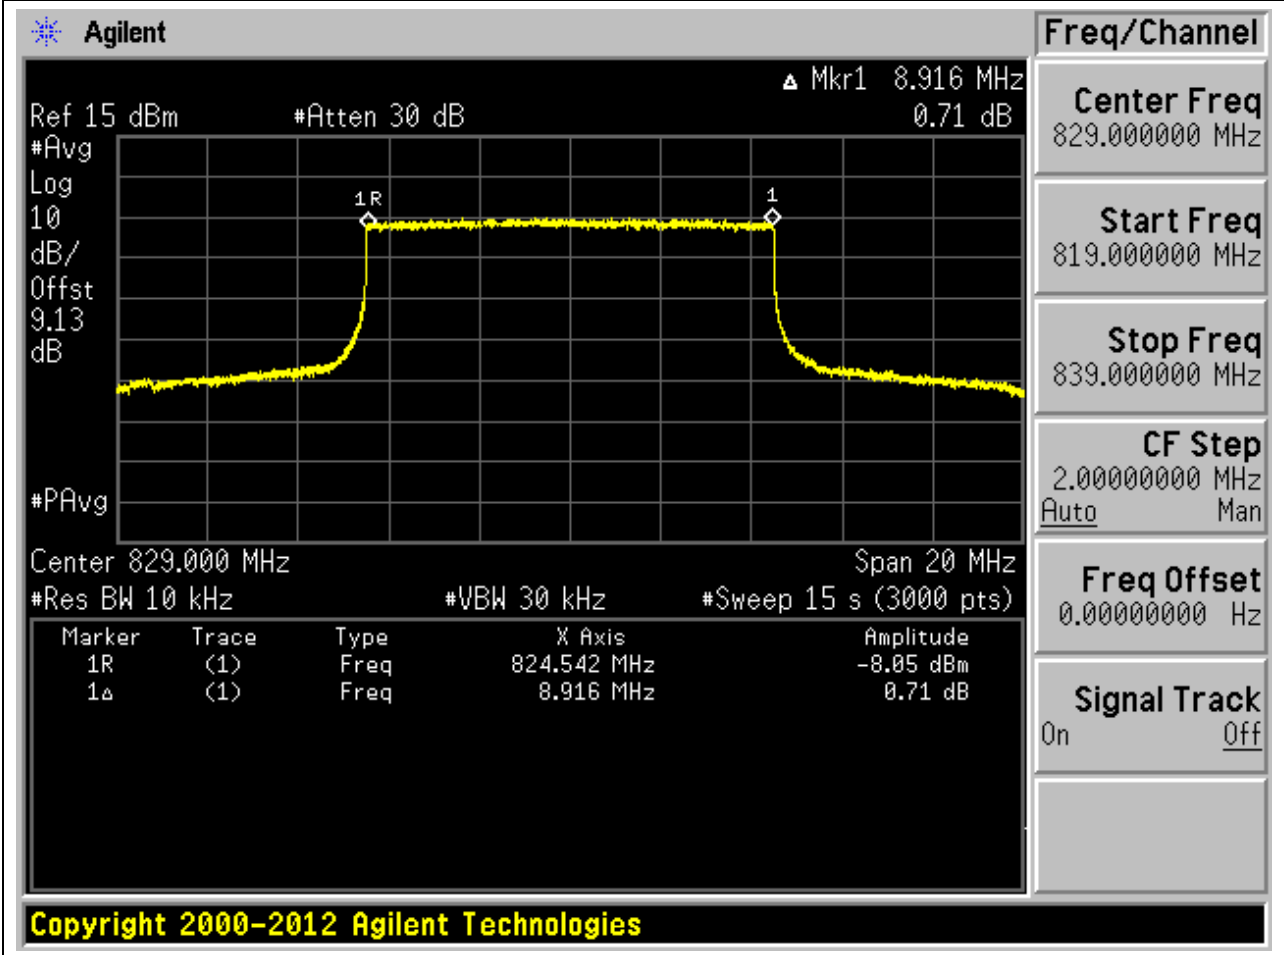 Agilent
Freq/Channel
Δ Mkr1 8.916 MHz
Ref 15 dBm #Atten 30 dB 0.71 dB
#Avg
Log
10
dB/
Offst
9.13
dB
#PAvg
1R
1
Center 829.000 MHz Span 20 MHz
#Res BW 10 kHz #VBW 30 kHz #Sweep 15 s (3000 pts)
Marker Trace Type X Axis Amplitude
1R (1) Freq 824.542 MHz -8.05 dBm
1Δ (1) Freq 8.916 MHz 0.71 dB
Center Freq
829.000000 MHz
Start Freq
819.000000 MHz
Stop Freq
839.000000 MHz
CF Step
2.00000000 MHz
Auto Man
Freq Offset
0.00000000 Hz
Signal Track
On Off
Copyright 2000-2012 Agilent Technologies